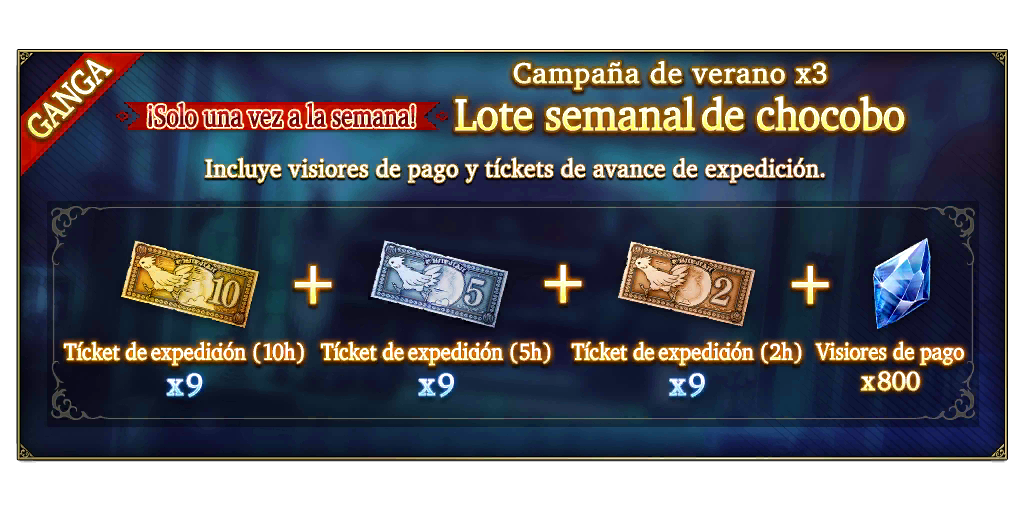 GANGA
Campaña de verano x3
¡Solo una vez a la semana!
Lote semanal de chocobo
Incluye visiores de pago y tíckets de avance de expedición.
10
5
2
Tícket de expedición (10h)
x9
Tícket de expedición (5h)
x9
Tícket de expedición (2h)
x9
Visiores de pago
x800